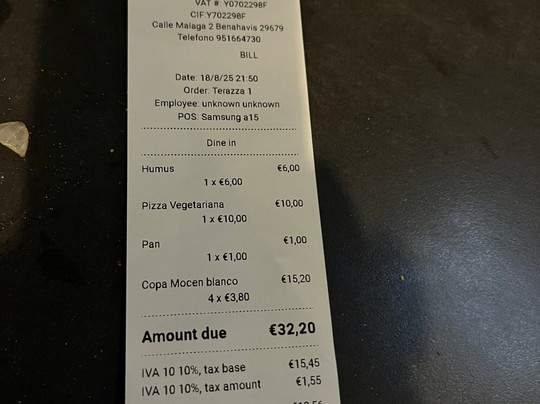 VAT #: Y0702298F
CIF.Y702298F
Calle Malaga 2 Benahavis 29679
Telefono 951664730
BILL
Date: 18/8/25 21:50
Order: Terazza 1
Employee: unknown unknown
POS: Samsung a15
Dine in
Humus €6,00
1 x €6,00
Pizza Vegetariana €10,00
1 x €10,00
Pan €1,00
1 x €1,00
Copa Mocen blanco €15,20
4 x €3,80
Amount due €32,20
IVA 10 10%, tax base €15,45
IVA 10 10%, tax amount €1,55